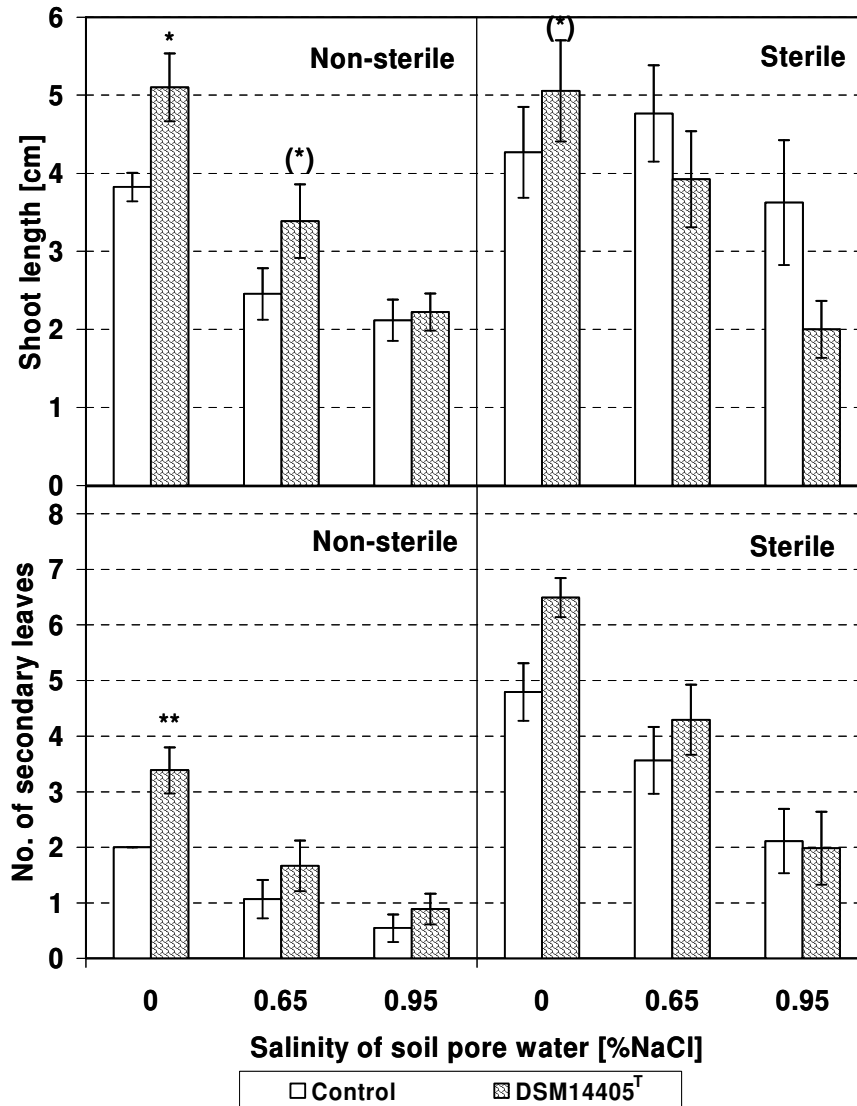 Shoot length [cm]
6
5
4
3
2
1
0
Non-sterile
*
(*)
Sterile
(*)
No. of secondary leaves
8
7
6
5
4
3
2
1
0
Non-sterile
**
Sterile
0 0.65 0.95 0 0.65 0.95
Salinity of soil pore water [%NaCl]
Control DSM14405T